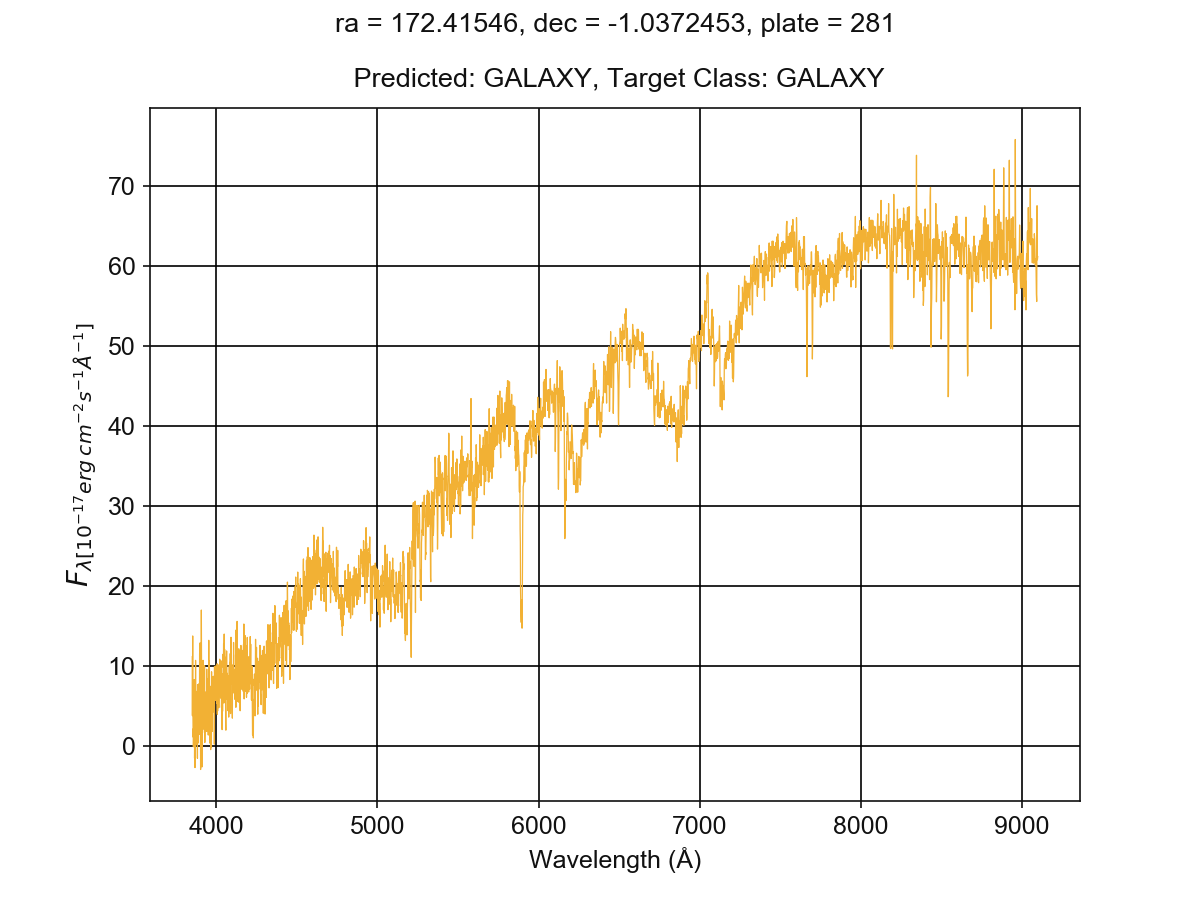 ra = 172.41546, dec = -1.0372453, plate = 281
Predicted: GALAXY, Target Class: GALAXY
70
60
50
40
30
20
10
0
F_{λ[10^{−17} erg cm^{−2} s^{−1} Å^{−1}]}
4000 5000 6000 7000 8000 9000
Wavelength (Å)